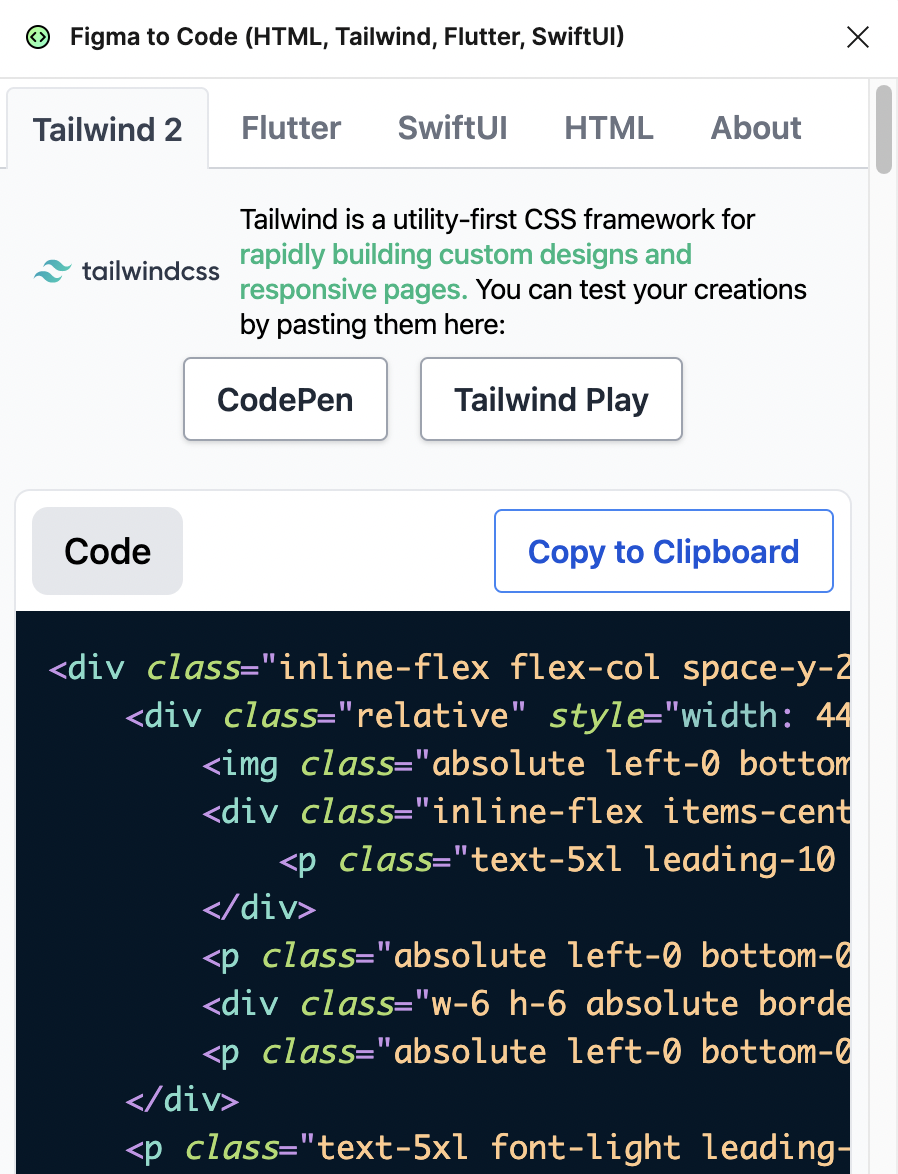 Figma to Code (HTML, Tailwind, Flutter, SwiftUI)
Tailwind 2 Flutter SwiftUI HTML About
Tailwind is a utility-first CSS framework for
rapidly building custom designs and
tailwindcss
responsive pages. You can test your creations
by pasting them here:
CodePen Tailwind Play
Code Copy to Clipboard
<div class="inline-flex flex-col space-y-2
<div class="relative" style="width: 44
<img class="absolute left-0 bottom
<div class="inline-flex items-cent
<p class="text-5xl leading-10
</div>
<p class="absolute left-0 bottom-0
<div class="w-6 h-6 absolute borde
<p class="absolute left-0 bottom-0
</div>
<p class="text-5xl font-light leading-